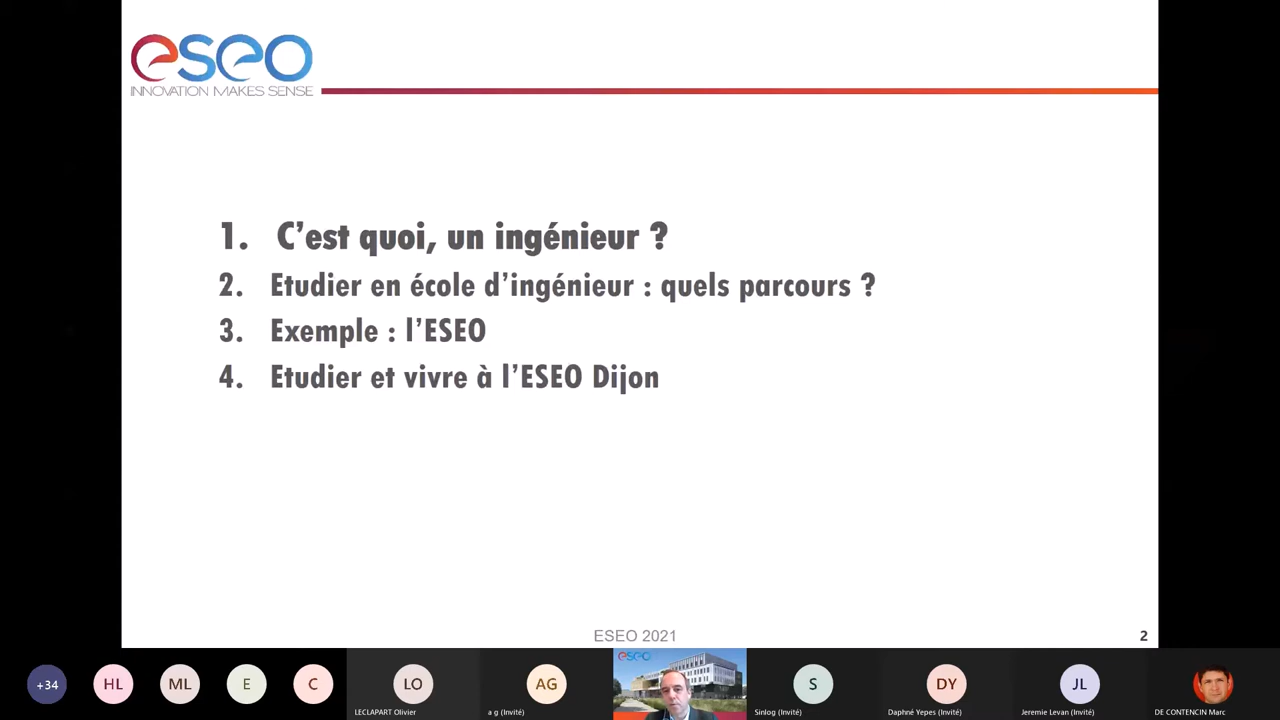 eseo
INNOVATION MAKES SENSE
1. C’est quoi, un ingénieur ?
2. Etudier en école d’ingénieur : quels parcours ?
3. Exemple : l’ESEO
4. Etudier et vivre à l’ESEO Dijon
ESEO 2021
2
+34
HL
ML
E
C
LO
LECLAPART Olivier
AG
a g (Invité)
eseo
S
Sinlog (Invité)
DY
Daphné Yepes (Invité)
JL
Jeremie Levan (Invité)
DE CONTENCIN Marc